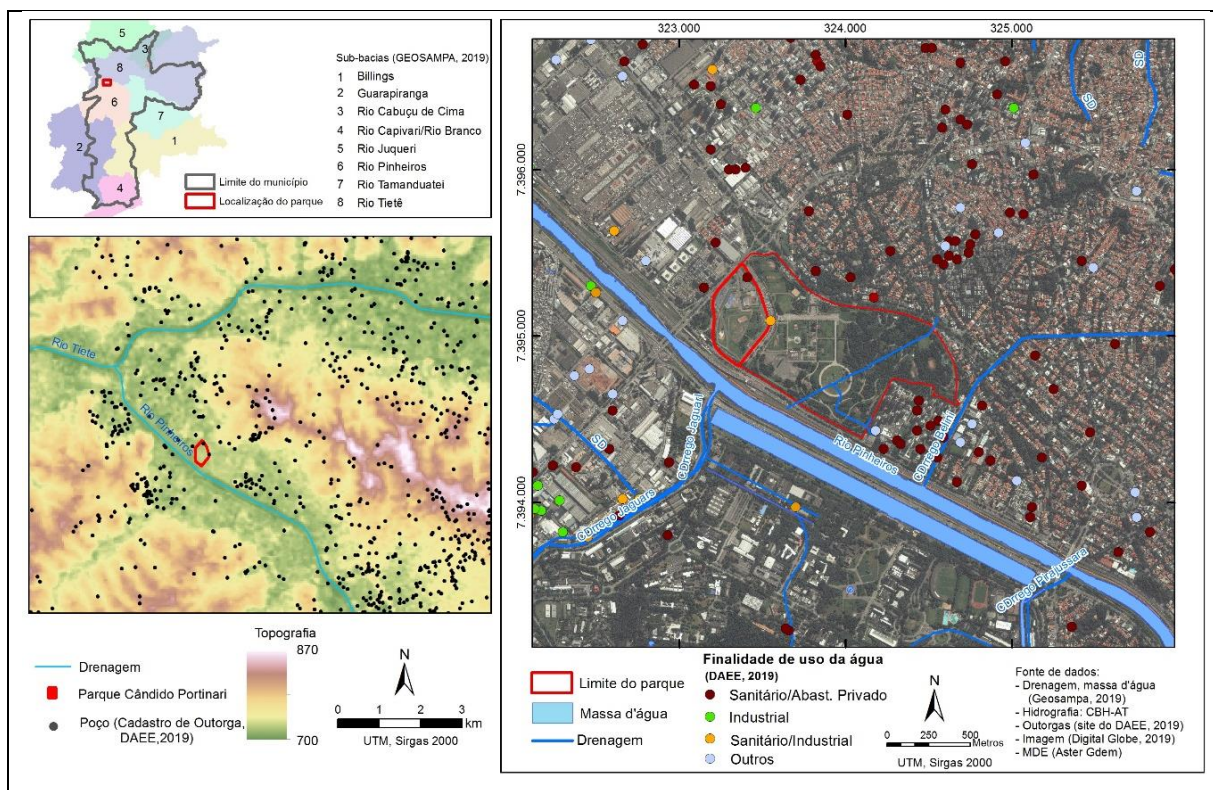 5
3
8
6
7
2
1
4
Sub-bacias (GEOSAMPA, 2019)
1 Billings
2 Guarapiranga
3 Rio Cabuçu de Cima
4 Rio Capivari/Rio Branco
5 Rio Juqueri
6 Rio Pinheiros
7 Rio Tamanduatei
8 Rio Tietê
Limite do município
Localização do parque
Rio Tiete
Rio Pinheiros
Topografia
870
700
Drenagem
Parque Cândido Portinari
Poço (Cadastro de Outorga,
DAEE,2019)
N
0 1 2 3
km
UTM, Sirgas 2000
323.000 324.000 325.000
7.396.000
7.395.000
7.394.000
SD
SD
SD
CDrrego Jaguari
CDrrego Jaguars
Rio Pinheiros
CDrrego Belini
CDrrego Pirajussara
Limite do parque
Massa d'água
Drenagem
Finalidade de uso da água
(DAEE, 2019)
Sanitário/Abast. Privado
Industrial
Sanitário/Industrial
Outros
N
0 250 500
Metros
UTM, Sirgas 2000
Fonte de dados:
- Drenagem, massa d'água
(Geosampa, 2019)
- Hidrografia: CBH-AT
- Outorgas (site do DAEE, 2019)
- Imagem (Digital Globe, 2019)
- MDE (Aster Gdem)